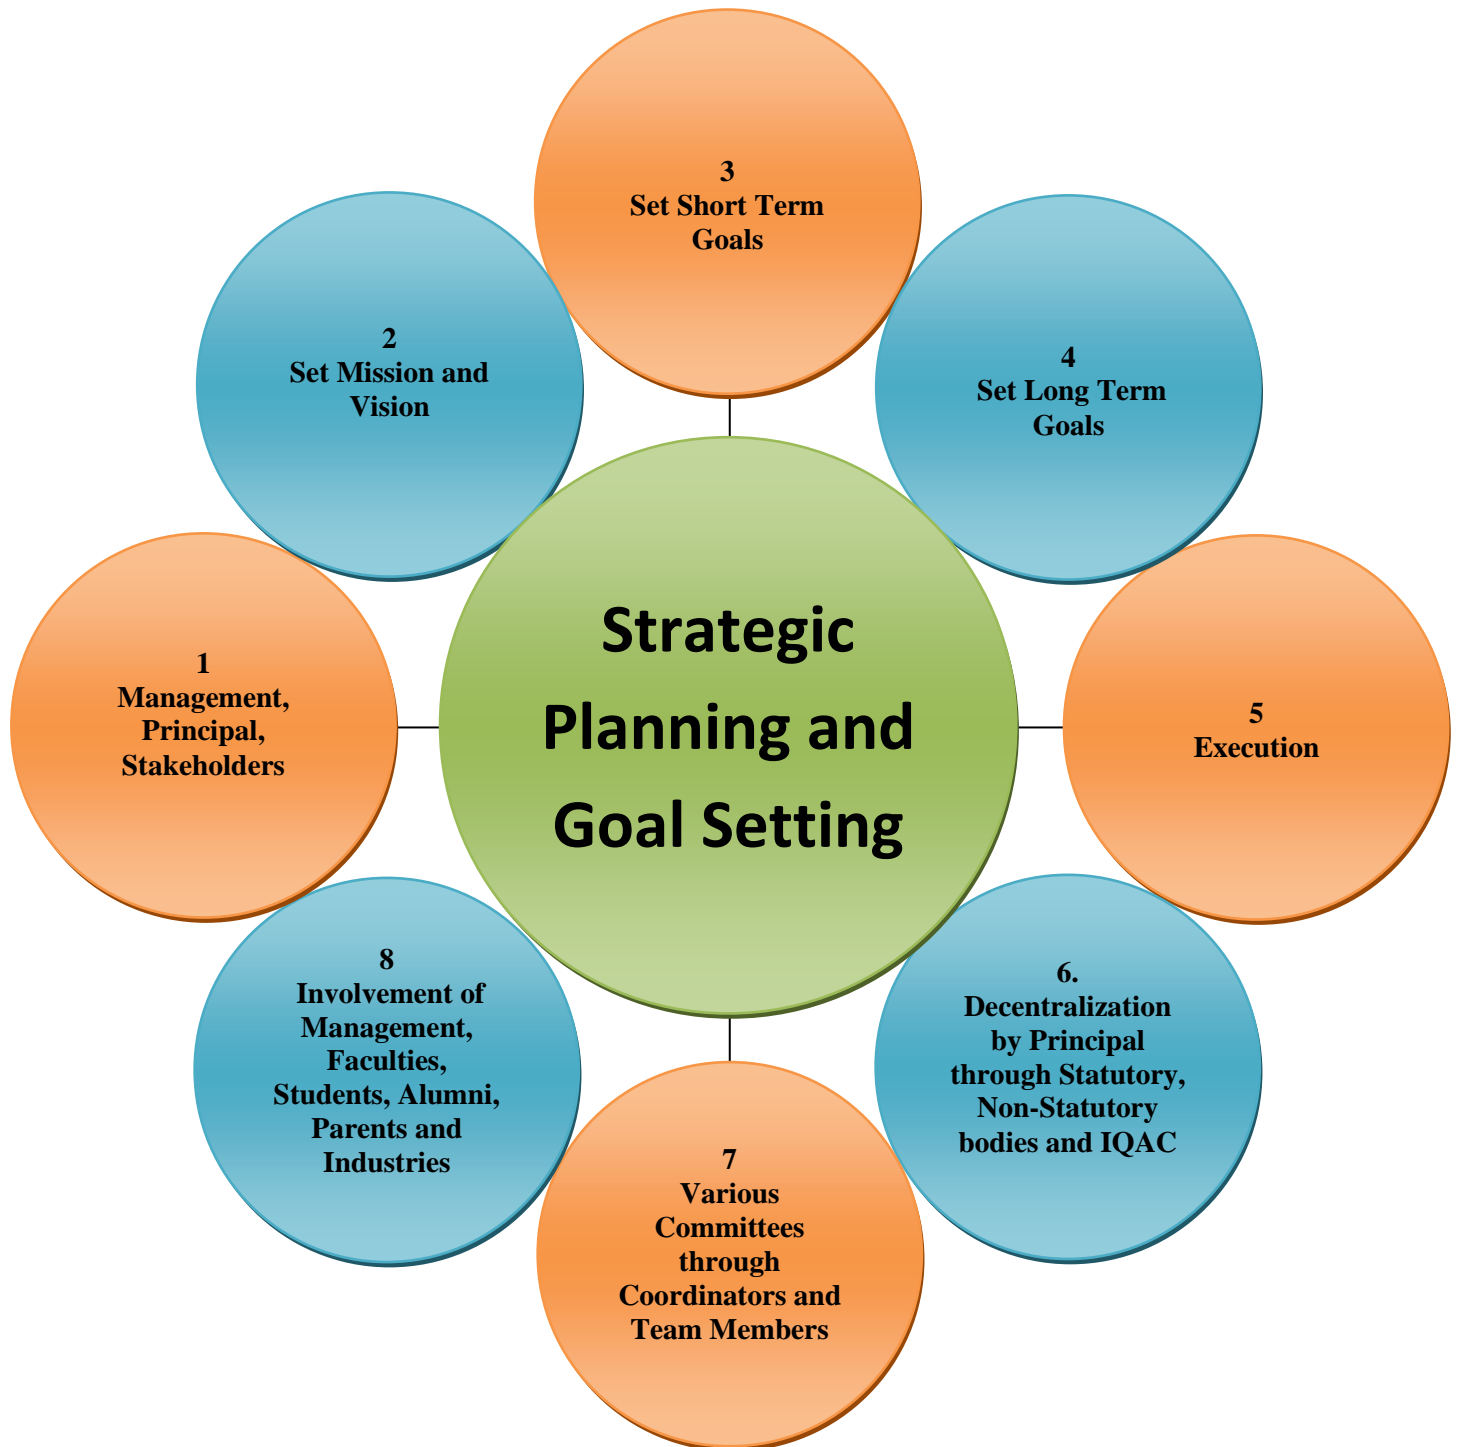 3
Set Short Term
Goals
2
Set Mission and
Vision
4
Set Long Term
Goals
Strategic
Planning and
Goal Setting
1
Management,
Principal,
Stakeholders
5
Execution
8
Involvement of
Management,
Faculties,
Students, Alumni,
Parents and
Industries
6.
Decentralization
by Principal
through Statutory,
Non-Statutory
bodies and IQAC
7
Various
Committees
through
Coordinators and
Team Members